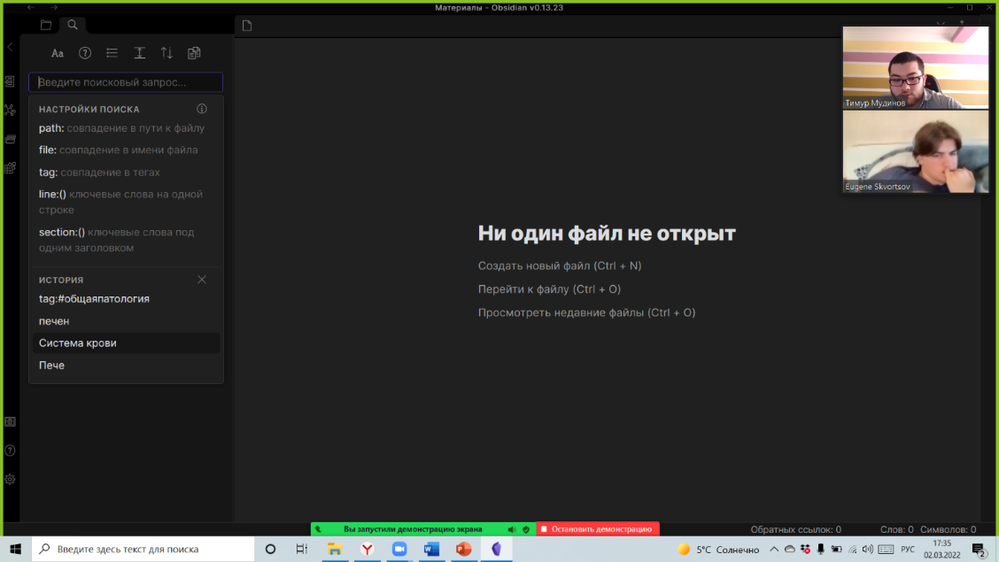 Материалы - Obsidian v0.13.23
Aa
Введите поисковый запрос...
НАСТРОЙКИ ПОИСКА
path: совпадение в пути к файлу
file: совпадение в имени файла
tag: совпадение в тегах
line:() ключевые слова на одной
строке
section:() ключевые слова под
одним заголовком
ИСТОРИЯ
tag:#общаяпатология
печен
Система крови
Пече
Ни один файл не открыт
Создать новый файл (Ctrl + N)
Перейти к файлу (Ctrl + O)
Просмотреть недавние файлы (Ctrl + O)
Тимур Мудинов
Eugene Skvortsov
Вы запустили демонстрацию экрана
Остановить демонстрацию
Обратных ссылок: 0
Слов: 0 Символов: 0
Введите здесь текст для поиска
5°C Солнечно
РУС
17:35
02.03.2022
2